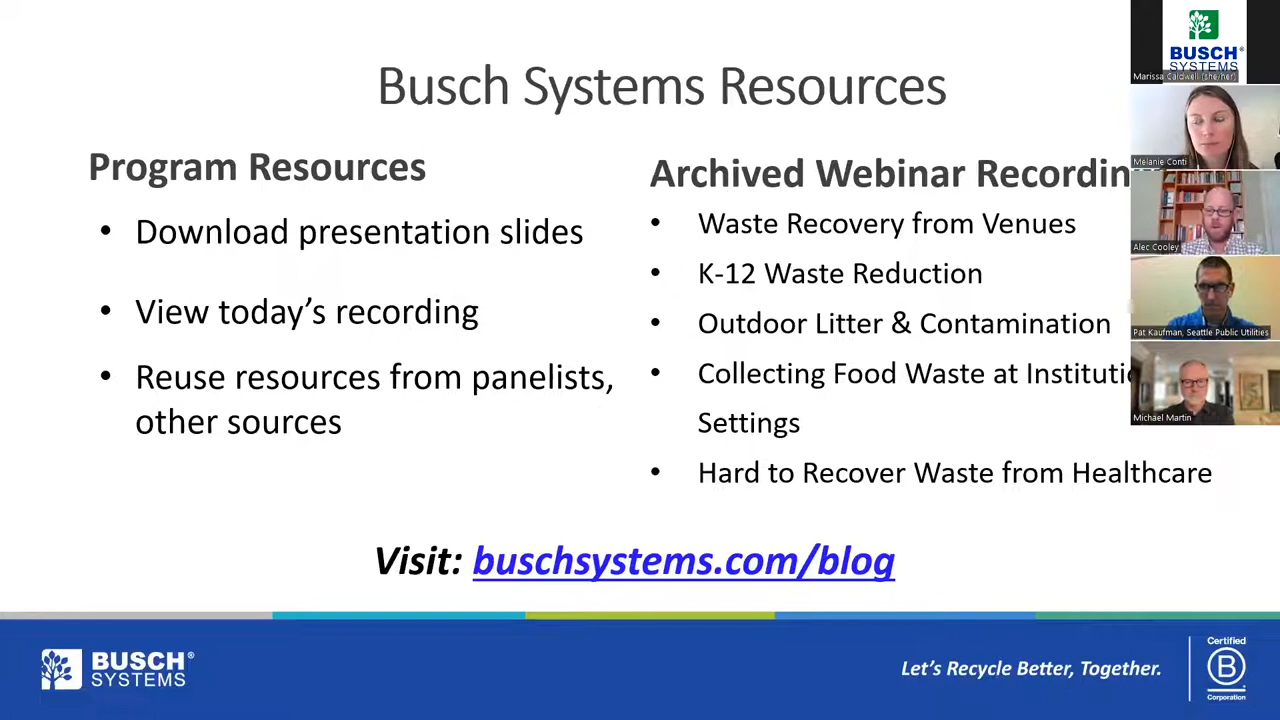 Busch Systems Resources
Program Resources
• Download presentation slides
• View today’s recording
• Reuse resources from panelists,
other sources
Archived Webinar Recordin
• Waste Recovery from Venues
• K-12 Waste Reduction
• Outdoor Litter & Contamination
• Collecting Food Waste at Institutio
Settings
• Hard to Recover Waste from Healthcare
Visit: buschsystems.com/blog
BUSCH®
SYSTEMS
Let’s Recycle Better, Together.
Certified
B
Corporation
BUSCH®
SYSTEMS
Marissa Caldwell (she/her)
Melanie Conti
Alec Cooley
Pat Kaufman, Seattle Public Utilities
Michael Martin